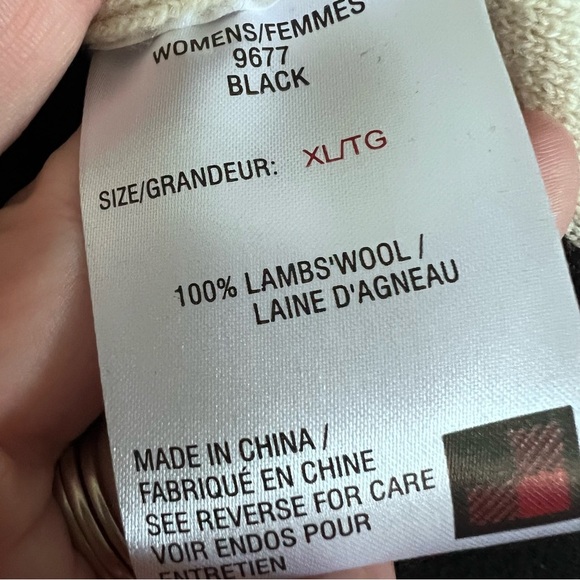 WOMENS/FEMMES
9677
BLACK
SIZE/GRANDEUR: XL/TG
100% LAMBS'WOOL /
LAINE D'AGNEAU
MADE IN CHINA /
FABRIQUÉ EN CHINE
SEE REVERSE FOR CARE
VOIR ENDOS POUR
ENTRETIEN